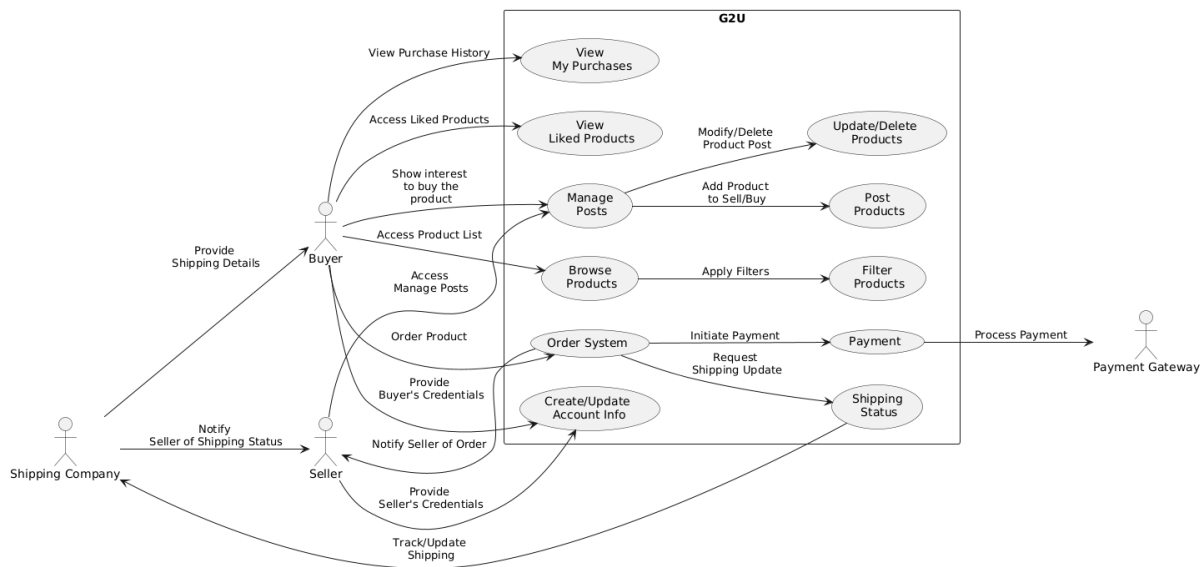 G2U
View Purchase History
View
My Purchases
Access Liked Products
View
Liked Products
Modify/Delete
Product Post
Update/Delete
Products
Show interest
to buy the
product
Manage
Posts
Add Product
to Sell/Buy
Post
Products
Buyer
Access Product List
Provide
Shipping Details
Browse
Products
Apply Filters
Filter
Products
Access
Manage Posts
Order Product
Order System
Initiate Payment
Payment
Process Payment
Payment Gateway
Request
Shipping Update
Provide
Buyer's Credentials
Create/Update
Account Info
Shipping
Status
Shipping Company
Notify
Seller of Shipping Status
Seller
Notify Seller of Order
Provide
Seller's Credentials
Track/Update
Shipping